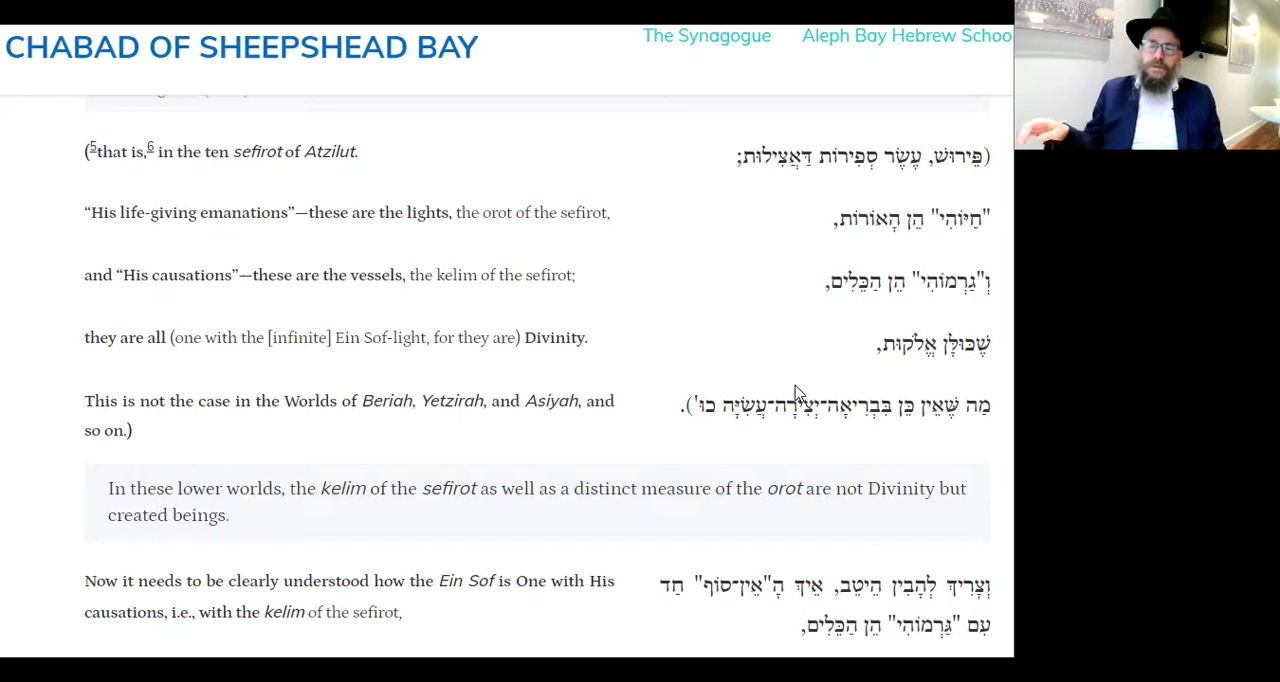 CHABAD OF SHEEPSHEAD BAY
The Synagogue
Aleph Bay Hebrew Schoo
(5that is,6 in the ten sefirot of Atzilut.
(פֵּירוּשׁ, עֶשֶׂר סְפִירוֹת דַּאֲצִילוּת;
“His life-giving emanations”—these are the lights, the orot of the sefirot,
"חַיּוֹהִי" הֵן הָאוֹרוֹת,
and “His causations”—these are the vessels, the kelim of the sefirot;
וְ"גַרְמוֹהִי" הֵן הַכֵּלִים,
they are all (one with the [infinite] Ein Sof-light, for they are) Divinity.
שֶׁכּוּלָּן אֱלֹקוּת,
This is not the case in the Worlds of Beriah, Yetzirah, and Asiyah, and
so on.)
מַה שֶּׁאֵין כֵּן בִּבְרִיאָה־יְצִירָה־עֲשִׂיָּה כוּ').
In these lower worlds, the kelim of the sefirot as well as a distinct measure of the orot are not Divinity but
created beings.
Now it needs to be clearly understood how the Ein Sof is One with His
causations, i.e., with the kelim of the sefirot,
וְצָרִיךְ לְהָבִין הֵיטֵב, אֵיךְ הָ"אֵין־סוֹף" חַד
עִם "גַּרְמוֹהִי" הֵן הַכֵּלִים,